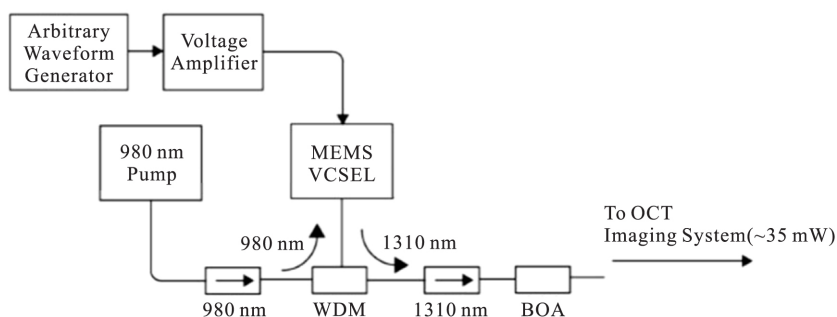 Arbitrary
Waveform
Generator
Voltage
Amplifier
980 nm
Pump
MEMS
VCSEL
980 nm
1310 nm
To OCT
Imaging System(~35 mW)
980 nm
WDM
1310 nm
BOA